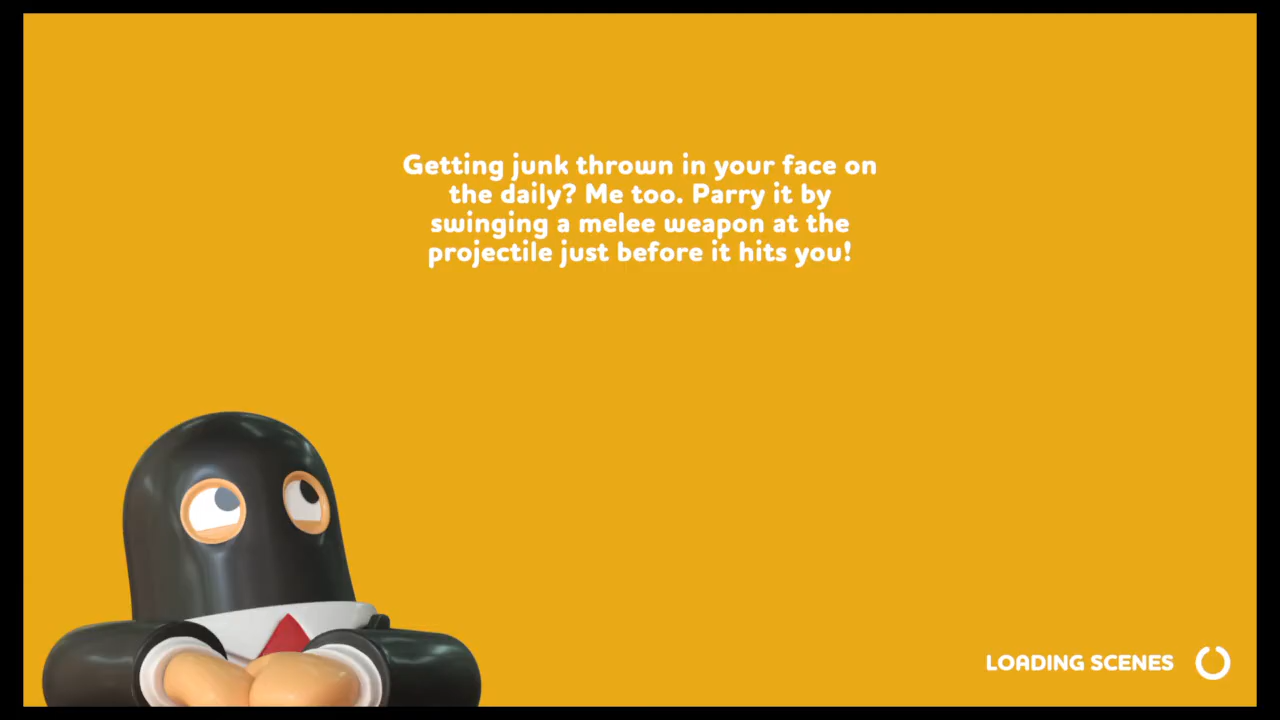 Getting junk thrown in your face on
the daily? Me too. Parry it by
swinging a melee weapon at the
projectile just before it hits you!
LOADING SCENES